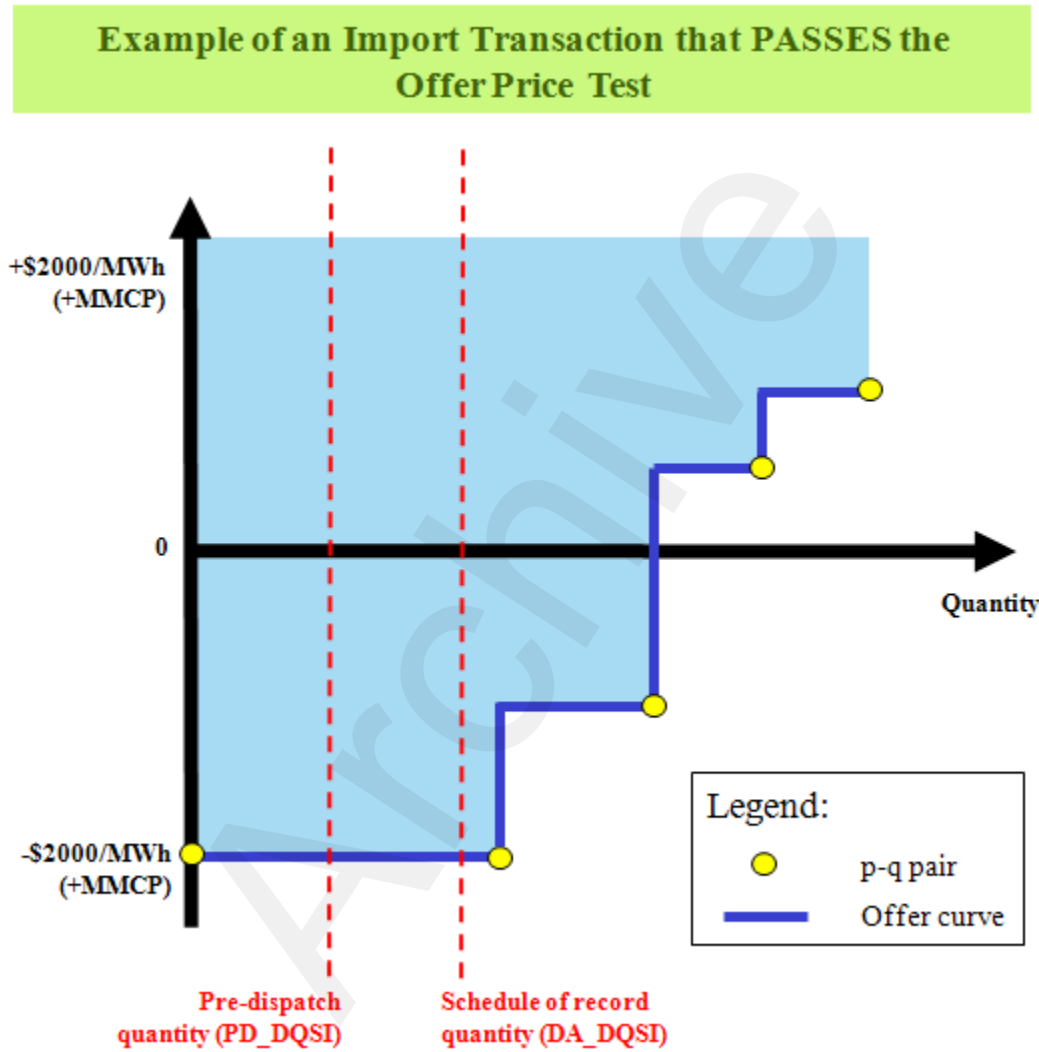 Example of an Import Transaction that PASSES the
Offer Price Test
+$2000/MWh
(+MMCP)
0
Quantity
-$2000/MWh
(+MMCP)
Legend:
p-q pair
Offer curve
Pre-dispatch
quantity (PD_DQSI)
Schedule of record
quantity (DA_DQSI)
Archive